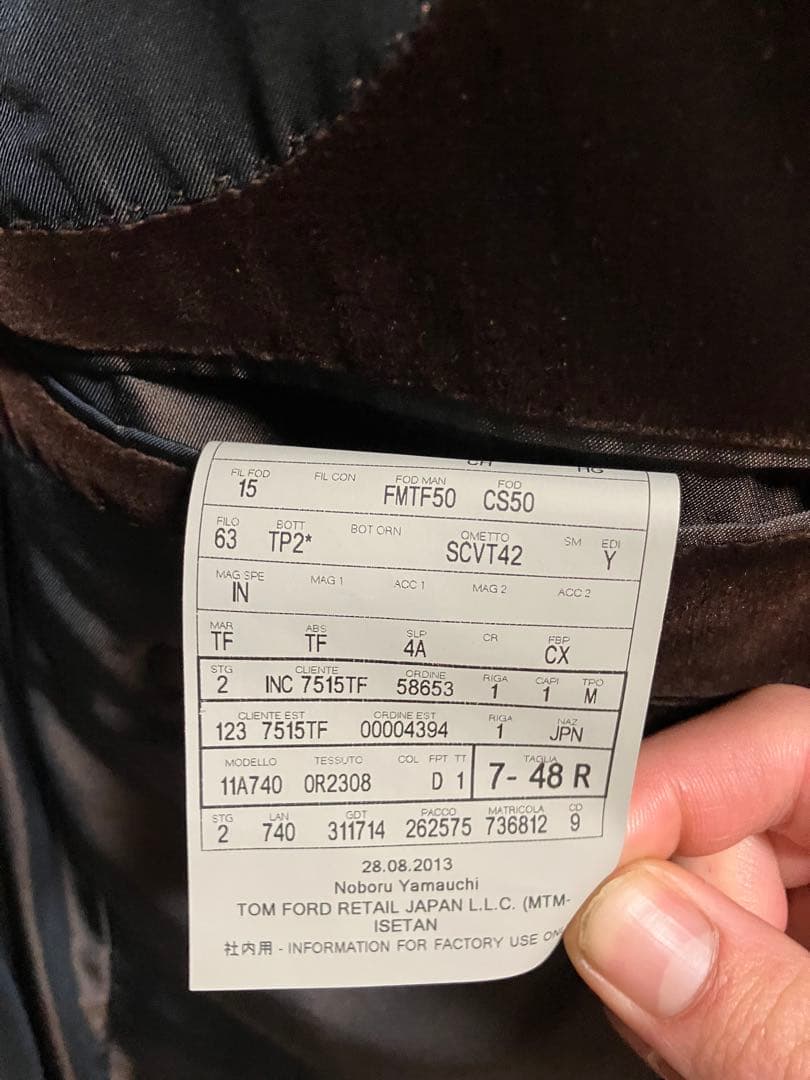 FIL FOD FIL CON FOD MAN FOD
15 FMTF50 CS50
FILO BOTT BOT ORN OMETTO SM EDI
63 TP2* SCVT42 Y
MAG SPE MAG 1 ACC 1 MAG 2 ACC 2
IN
MAR ABS SLP CR FBP
TF TF 4A CX
STG CLIENTE ORDINE RIGA CAPI TPO
2 INC 7515TF 58653 1 1 M
CLIENTE EST ORDINE EST RIGA NAZ
123 7515TF 00004394 1 JPN
MODELLO TESSUTO COL FPT TT TAGLIA
11A740 0R2308 D 1 7- 48 R
STG LAN GDT PACCO MATRICOLA CD
2 740 311714 262575 736812 9
28.08.2013
Noboru Yamauchi
TOM FORD RETAIL JAPAN L.L.C. (MTM-
ISETAN
社内用 - INFORMATION FOR FACTORY USE